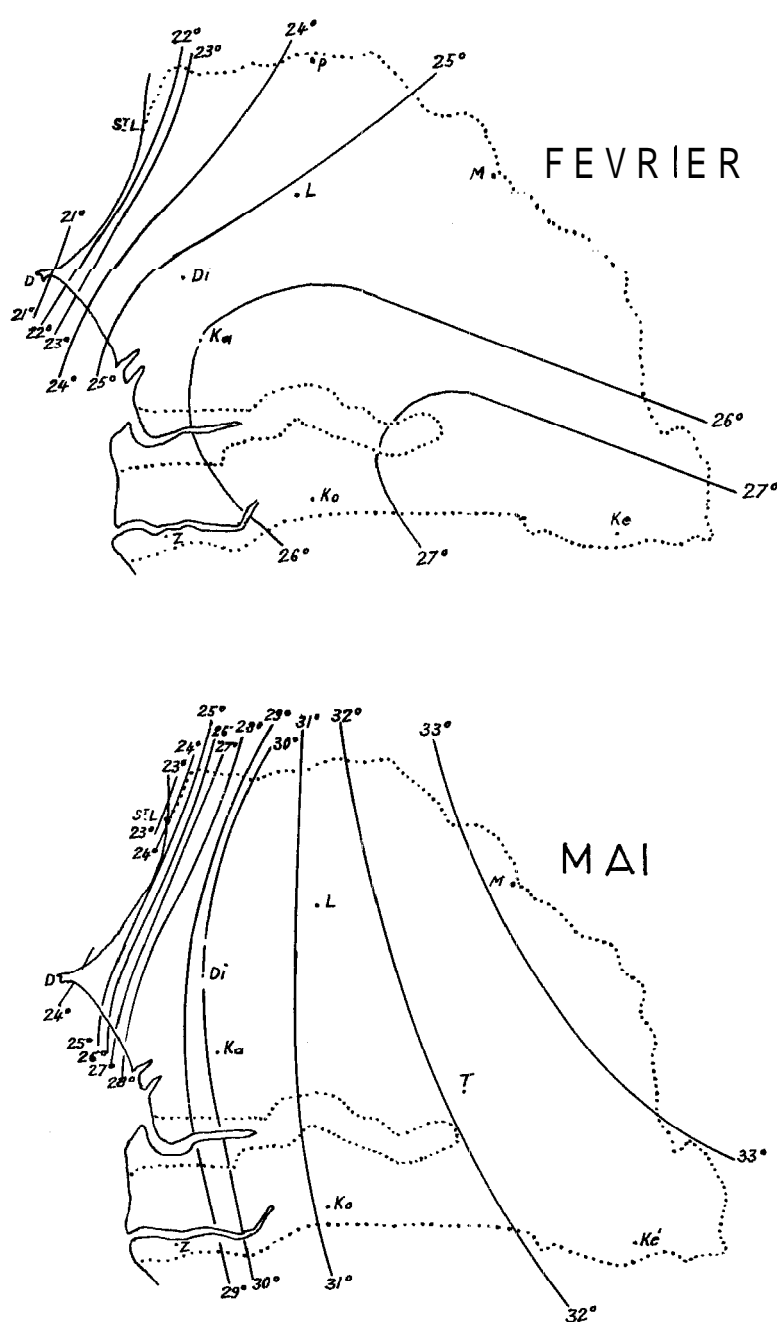 22° 23° 24° 25°
P
ST L
FEVRIER
M
L
21°
D
Di
21° 22° 23° 24° 25°
Ka
26°
27°
Ko
Z
26° 27°
Ke
25° 26° 28° 29° 31° 32° 33°
24° 27° 30°
23°
ST L
23°
24°
MAI
M
L
D
Di
24°
25° 26° 27° 28°
Ka
T
33°
Ko
Z
Ké
29° 30° 31° 32°